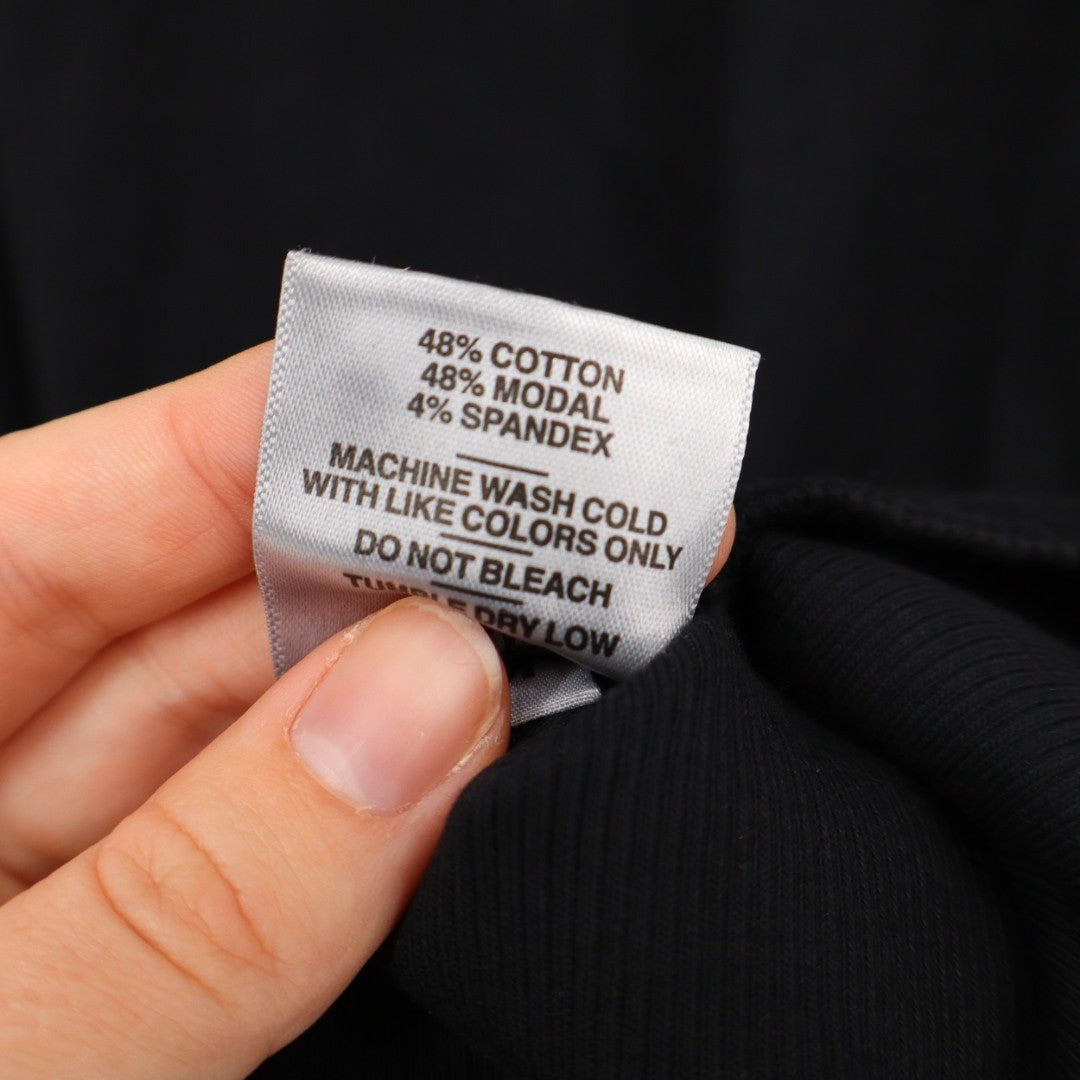 48% COTTON
48% MODAL
4% SPANDEX
MACHINE WASH COLD
WITH LIKE COLORS ONLY
DO NOT BLEACH
TUMBLE DRY LOW